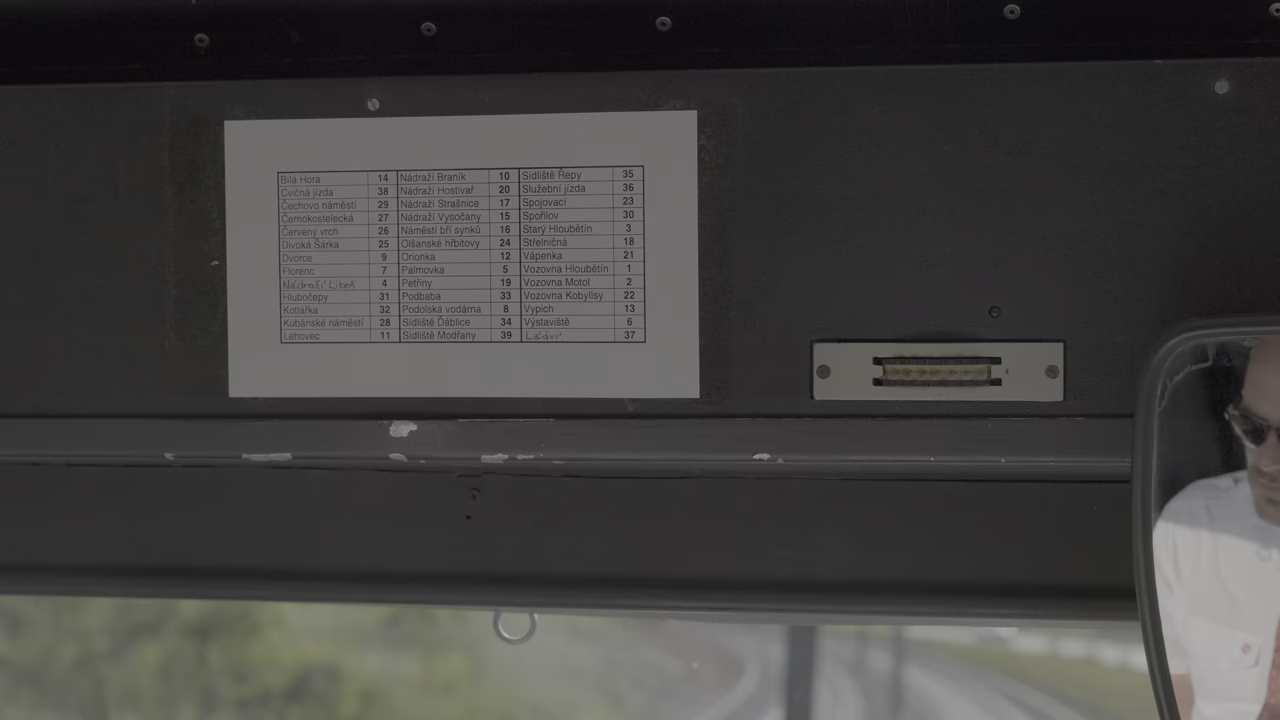 Bílá Hora 14 Nádraží Braník 10 Sídliště Řepy 35
Cvičná jízda 38 Nádraží Hostivař 20 Služební jízda 36
Čechovo náměstí 29 Nádraží Strašnice 17 Spojovací 23
Černokostelecká 27 Nádraží Vysočany 15 Spořilov 30
Červený vrch 26 Náměstí bří synků 16 Starý Hloubětín 3
Divoká Šárka 25 Olšanské hřbitovy 24 Střelničná 18
Dvorce 9 Orionka 12 Vápenka 21
Florenc 7 Palmovka 5 Vozovna Hloubětín 1
Nádraží Libeň 4 Petřiny 19 Vozovna Motol 2
Hlubočepy 31 Podbaba 33 Vozovna Kobylisy 22
Kotlářka 32 Podolská vodárna 8 Vypich 13
Kubánské náměstí 28 Sídliště Ďáblice 34 Výstaviště 6
Lehovec 11 Sídliště Modřany 39 Ládví 37